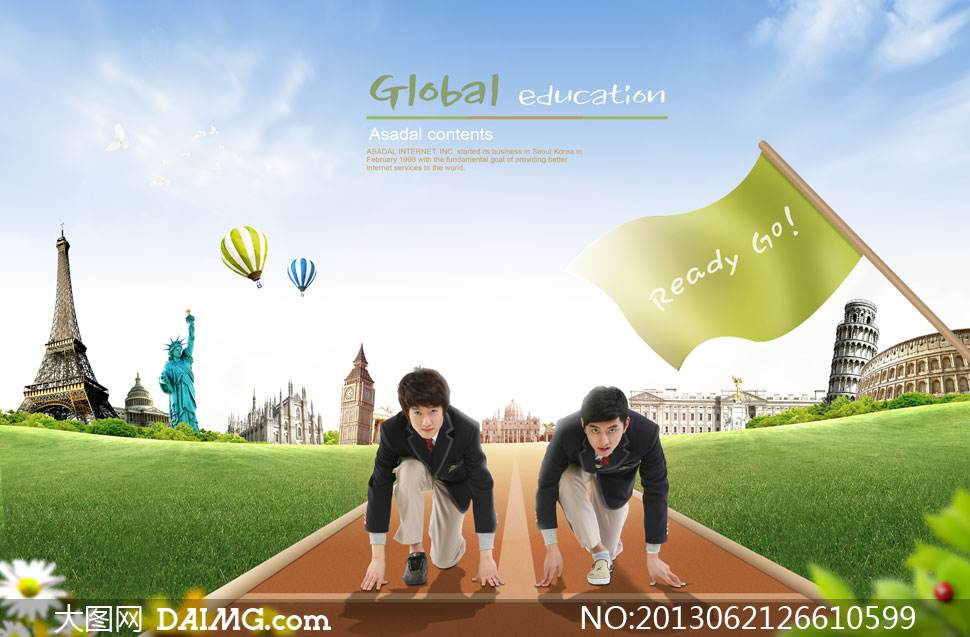 Global education
Asadal contents
ASADAL INTERNET, INC. started its business in Seoul Korea in
February 1998 with the fundamental goal of providing better
internet services to the world.
Ready Go!
大图网 DAIMG.com
NO:2013062126610599